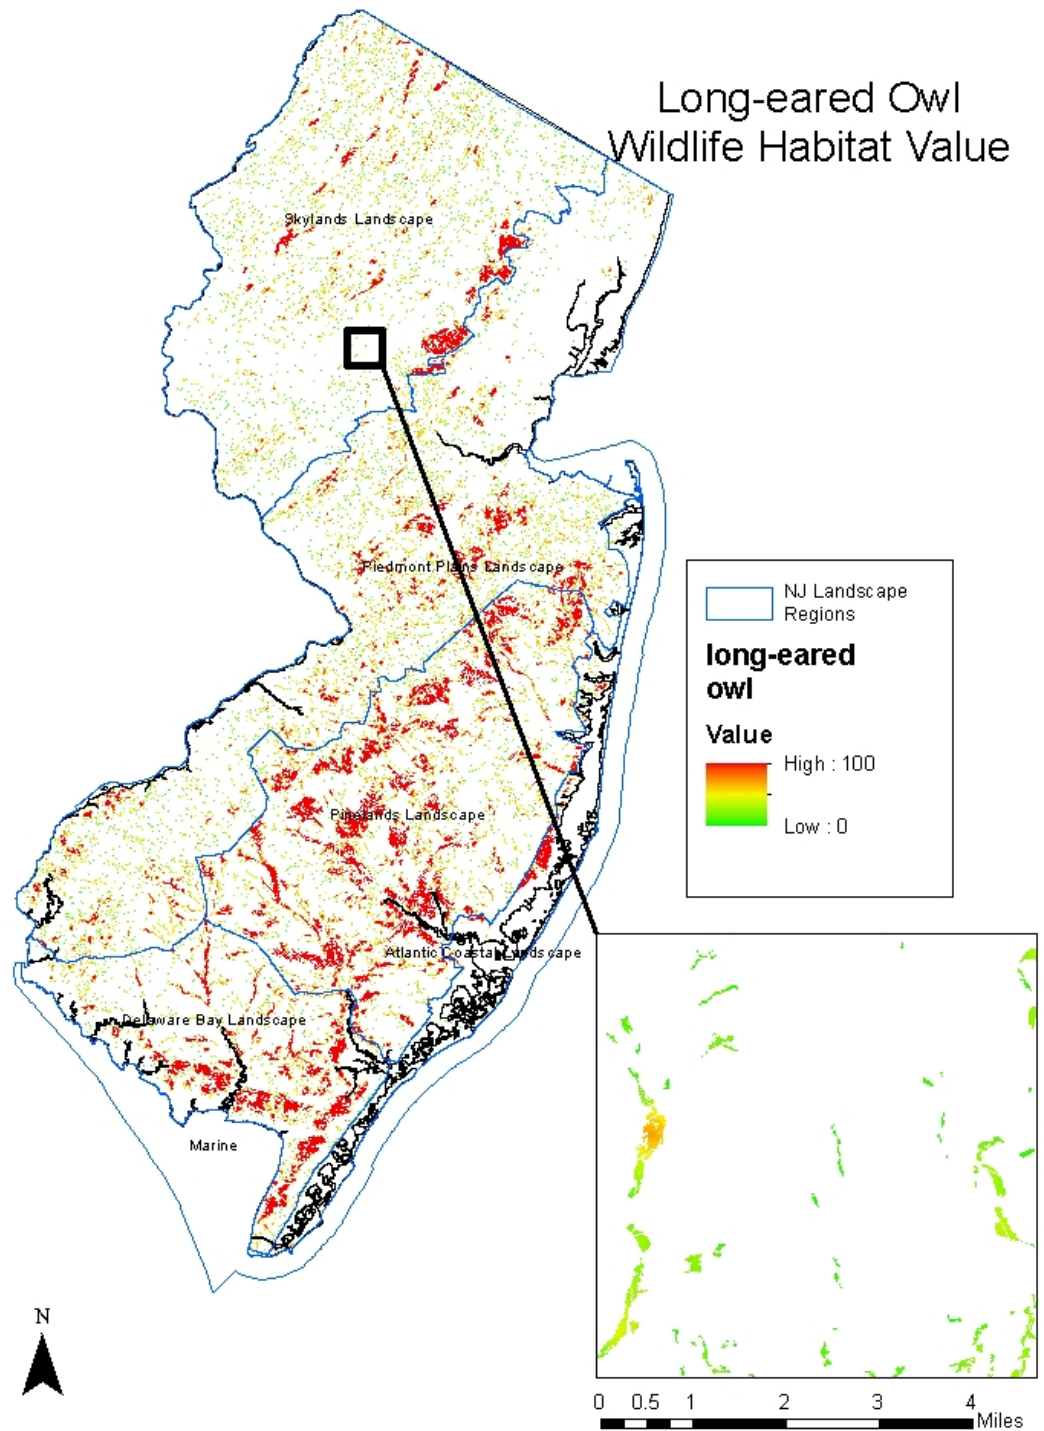 Long-eared Owl
Wildlife Habitat Value
Skylands Landscape
Piedmont Plains Landscape
NJ Landscape
Regions
long-eared
owl
Value
High : 100
Low : 0
Pinelands Landscape
Atlantic Coastal Landscape
Delaware Bay Landscape
Marine
N
0 0.5 1 2 3 4
Miles